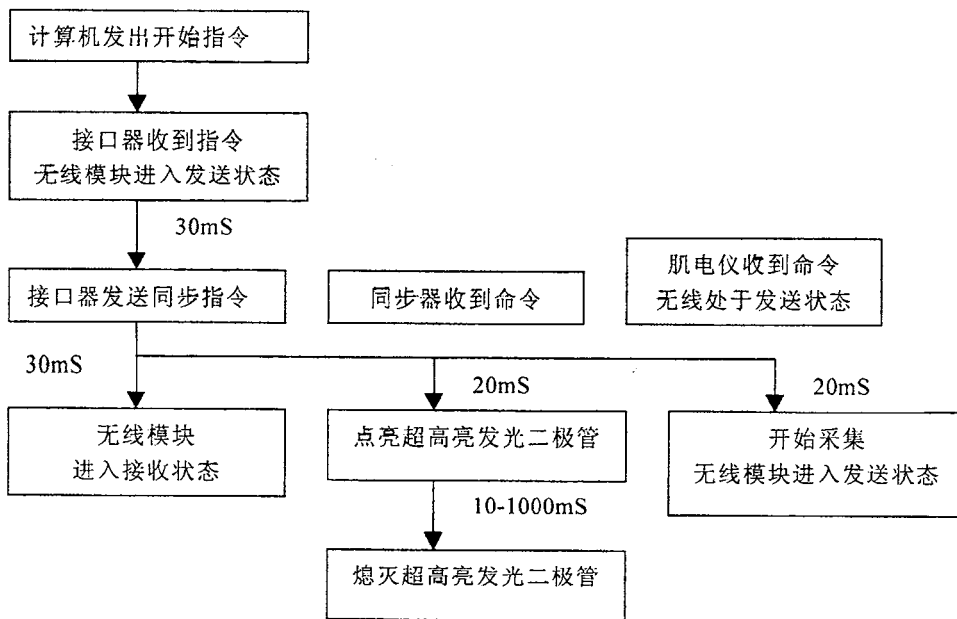 计算机发出开始指令
接口器收到指令
无线模块进入发送状态
30mS
接口器发送同步指令
同步器收到命令
肌电仪收到命令
无线处于发送状态
30mS
20mS
20mS
无线模块
进入接收状态
点亮超高亮发光二极管
开始采集
无线模块进入发送状态
10-1000mS
熄灭超高亮发光二极管